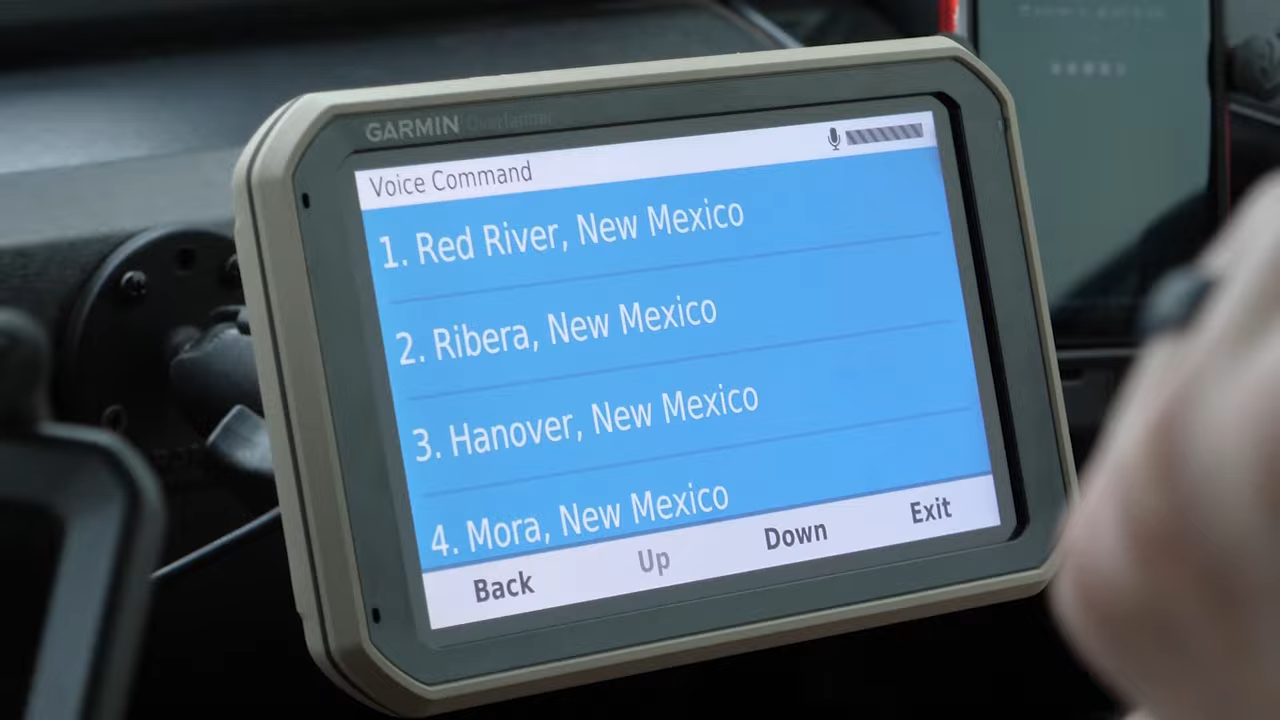 GARMIN Overlander
Voice Command
1. Red River, New Mexico
2. Ribera, New Mexico
3. Hanover, New Mexico
4. Mora, New Mexico
Back Up Down Exit